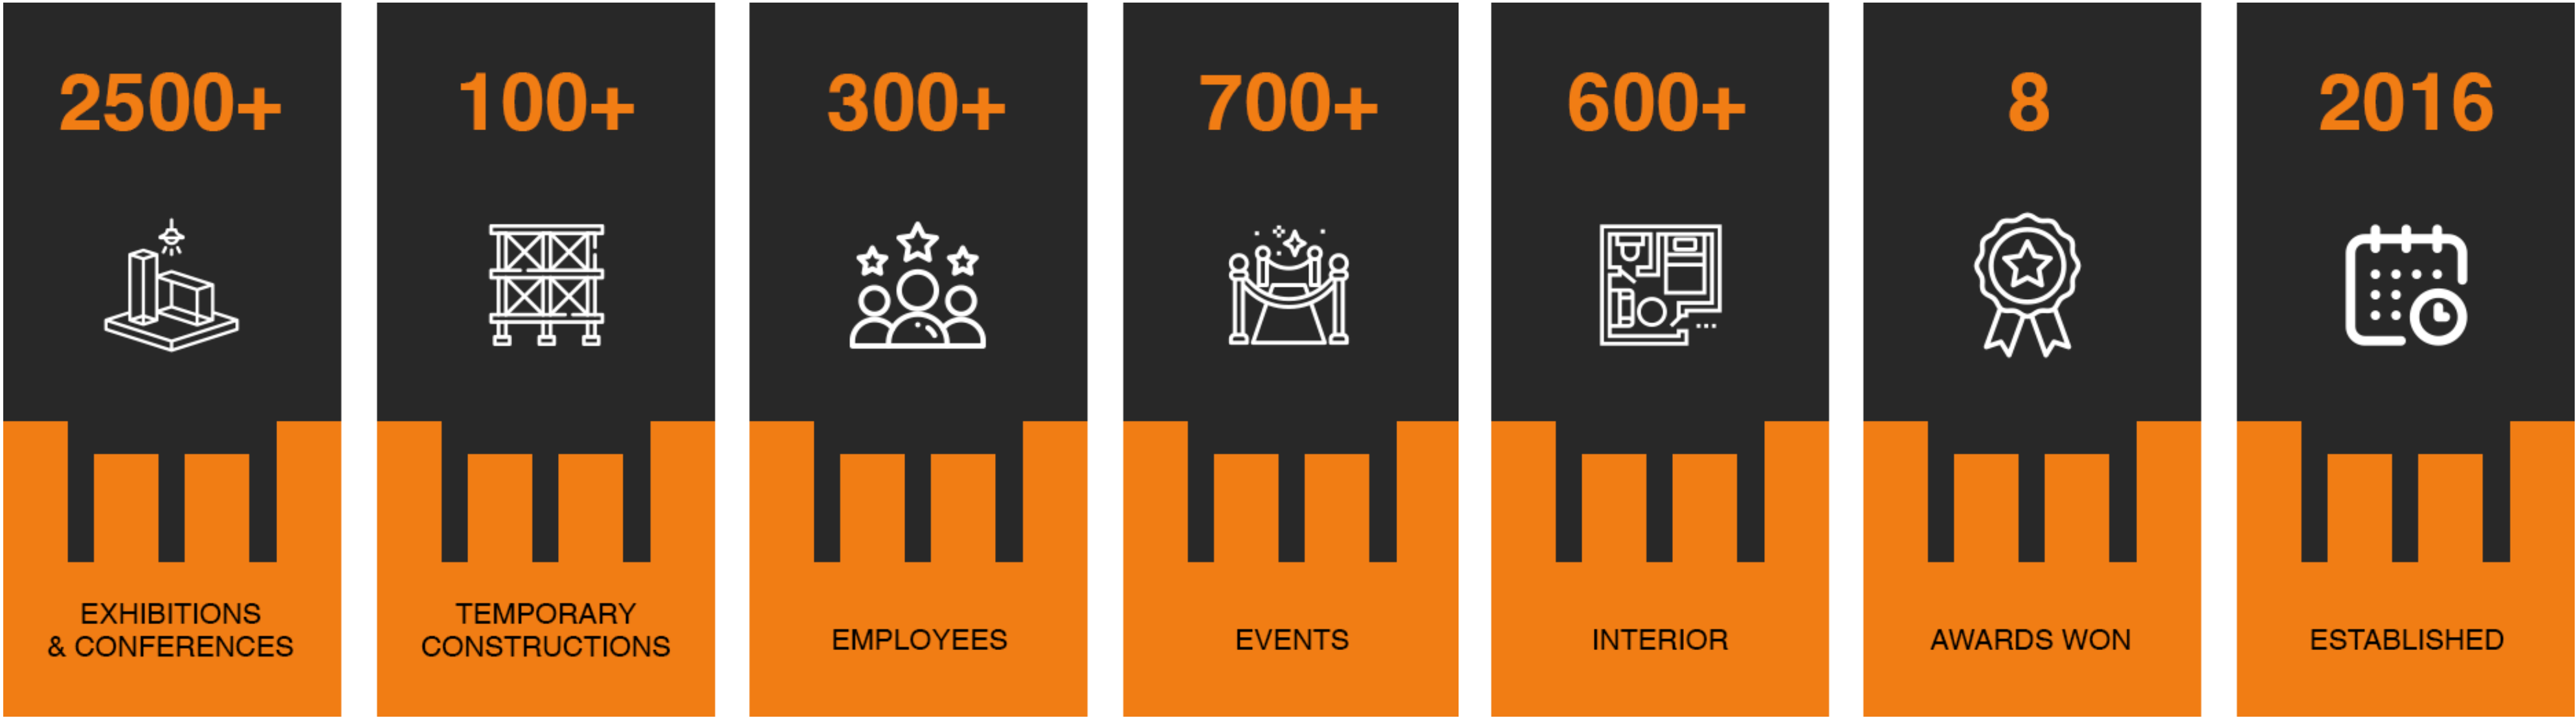 2500+
EXHIBITIONS
& CONFERENCES
100+
TEMPORARY
CONSTRUCTIONS
300+
EMPLOYEES
700+
EVENTS
600+
INTERIOR
8
AWARDS WON
2016
ESTABLISHED